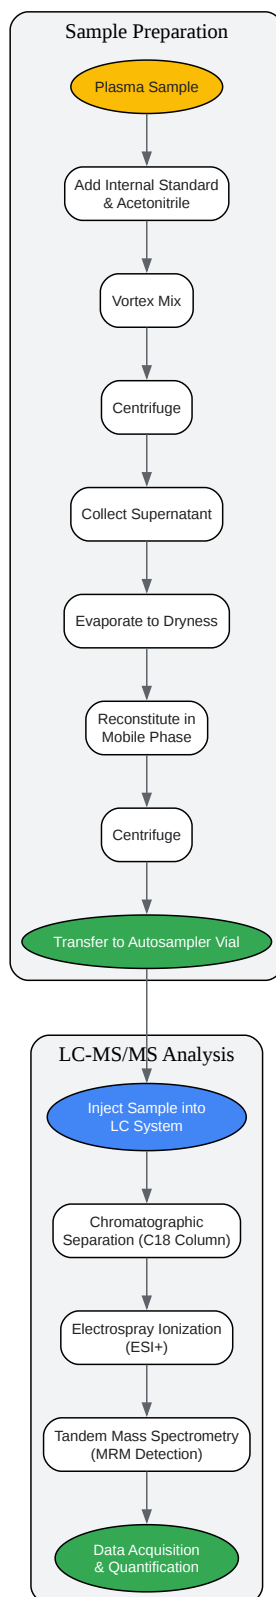 Sample Preparation
Plasma Sample
Add Internal Standard
& Acetonitrile
Vortex Mix
Centrifuge
Collect Supernatant
Evaporate to Dryness
Reconstitute in
Mobile Phase
Centrifuge
Transfer to Autosampler Vial
LC-MS/MS Analysis
Inject Sample into
LC System
Chromatographic
Separation (C18 Column)
Electrospray Ionization
(ESI+)
Tandem Mass Spectrometry
(MRM Detection)
Data Acquisition
& Quantification